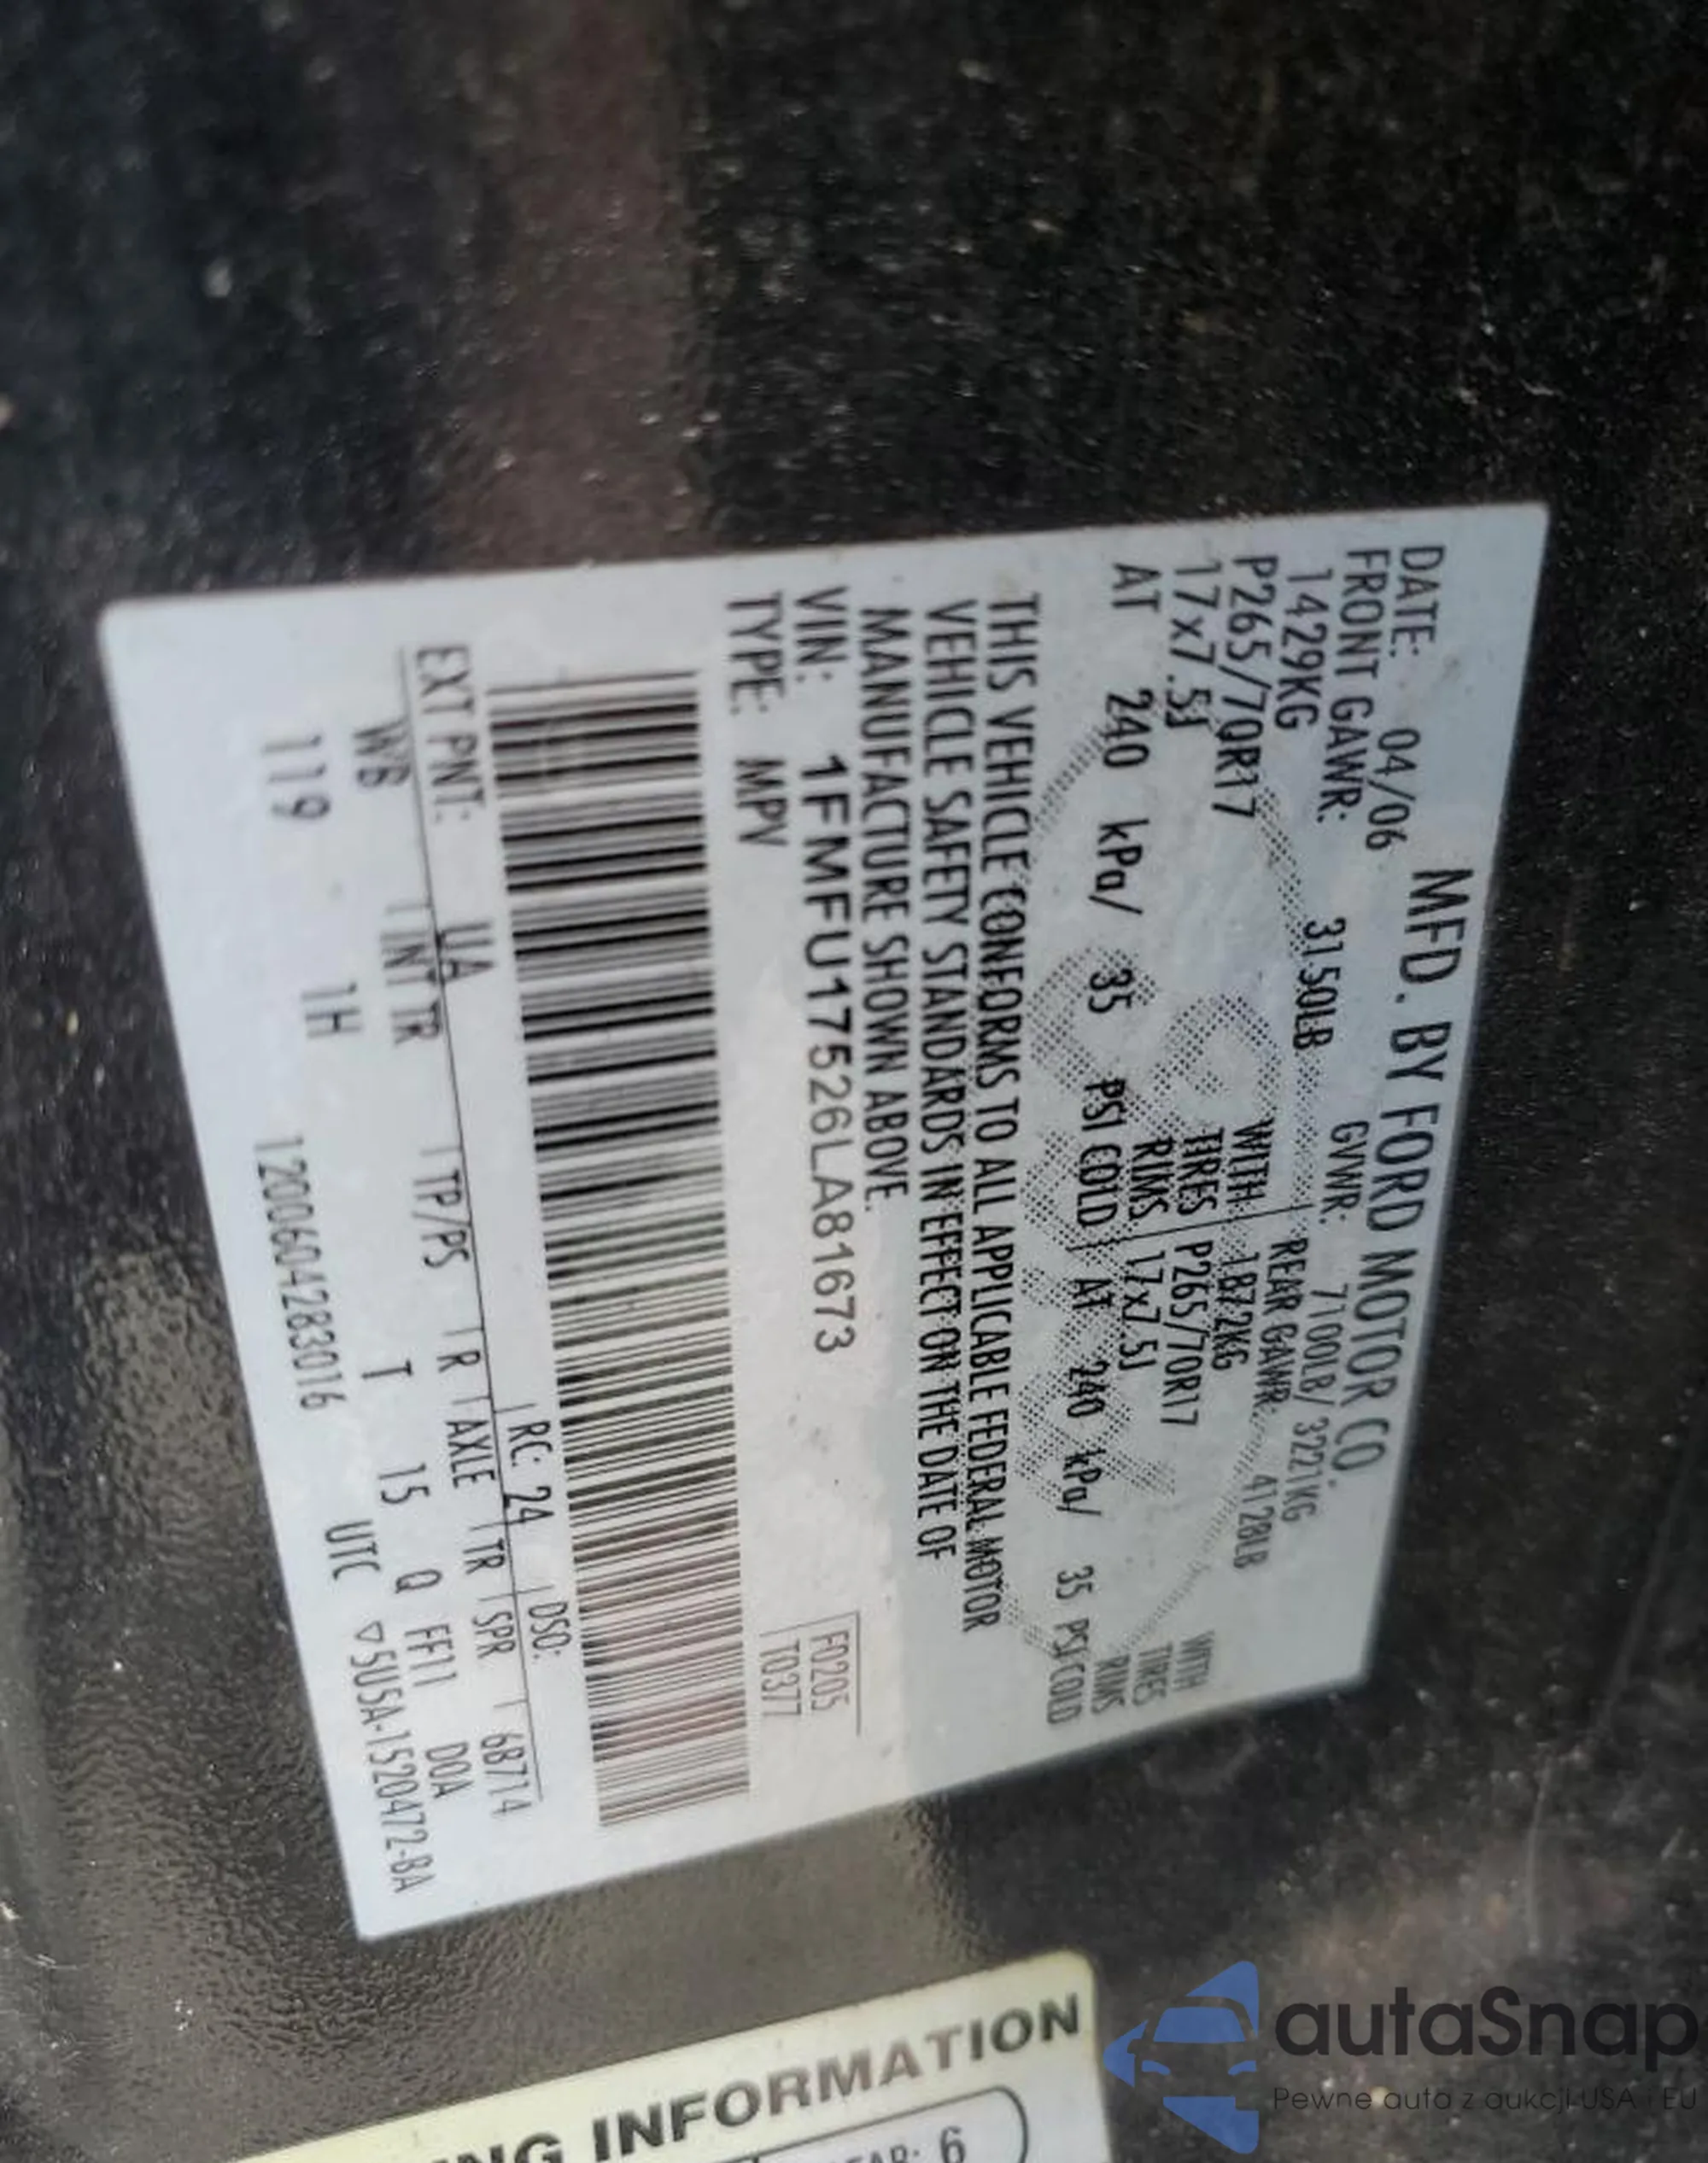 MFD. BY FORD MOTOR CO.
DATE: 04/06 GVWR: 7100LB/ 3221KG
FRONT GAWR: 3150LB REAR GAWR: 4128LB
1429KG WITH 1872KG WITH
P265/70R17 TIRES P265/70R17 TIRES
17x7.5J RIMS 17x7.5J RIMS
AT 240 kPa/ 35 PSI COLD AT 240 kPa/ 35 PSI COLD
THIS VEHICLE CONFORMS TO ALL APPLICABLE FEDERAL MOTOR
VEHICLE SAFETY STANDARDS IN EFFECT ON THE DATE OF
MANUFACTURE SHOWN ABOVE.
VIN: 1FMFU17526LA81673 F0205
TYPE: MPV T0377
EXT PNT: UA RC: 24 DSO:
WB INT TR TP/PS R AXLE TR SPR 68714
119 1H T 15 Q FF11 DOA
1200604283016 UTC ▽5U5A-1520472-BA
NG INFORMATION
EAR: 6
autaSnap
Pewne auta z aukcji USA i EU